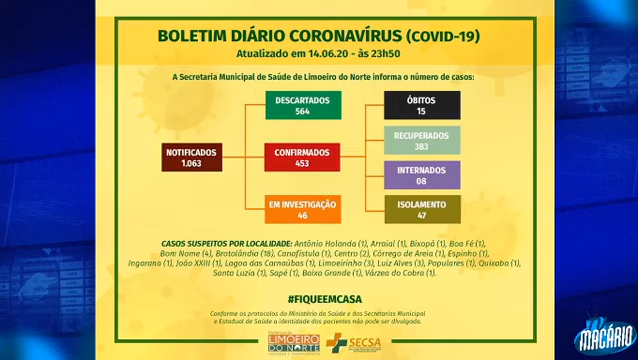 BOLETIM DIÁRIO CORONAVÍRUS (COVID-19)
Atualizado em 14.06.20 - às 23h50
A Secretaria Municipal de Saúde de Limoeiro do Norte informa o número de casos:
NOTIFICADOS
1.063
DESCARTADOS
564
CONFIRMADOS
453
EM INVESTIGAÇÃO
46
ÓBITOS
15
RECUPERADOS
383
INTERNADOS
08
ISOLAMENTO
47
CASOS SUSPEITOS POR LOCALIDADE: Antônio Holanda (1), Arraial (1), Bixopá (1), Boa Fé (1),
Bom Nome (4), Bratolândia (18), Canafístula (1), Centro (2), Córrego de Areia (1), Espinho (1),
Ingarana (1), João XXIII (1), Lagoa das Carnaúbas (1), Limoeirinho (3), Luiz Alves (3), Populares (1), Quixaba (1),
Santa Luzia (1), Sapé (1), Baixa Grande (1), Várzea do Cobra (1).
#FIQUEEMCASA
Conforme os protocolos do Ministério da Saúde e das Secretarias Municipal
e Estadual de Saúde a identidade dos pacientes não pode ser divulgada.
LIMOEIRO
DO NORTE
SECSA
MACÁRIO